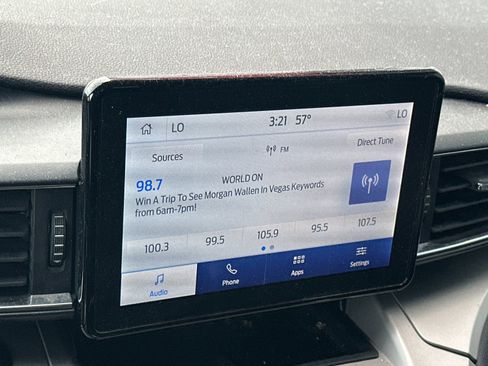 LO 3:21 57° LO
Sources FM Direct Tune
98.7 WORLD ON
Win A Trip To See Morgan Wallen In Vegas Keywords
from 6am-7pm!
100.3 99.5 105.9 95.5 107.5
Audio Phone Apps Settings